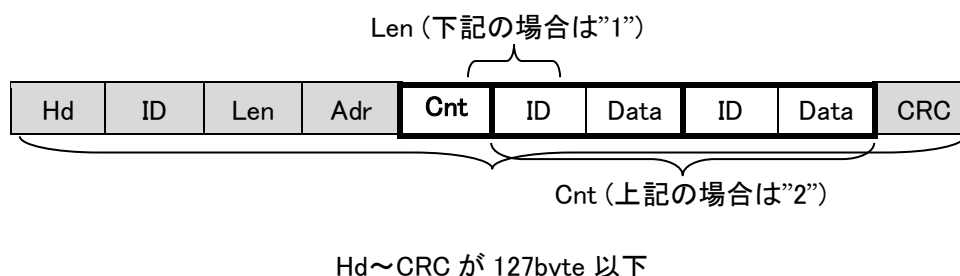 Len (下記の場合は”1”)
Hd ID Len Adr Cnt ID Data ID Data CRC
Cnt (上記の場合は”2”)
Hd~CRC が 127byte 以下